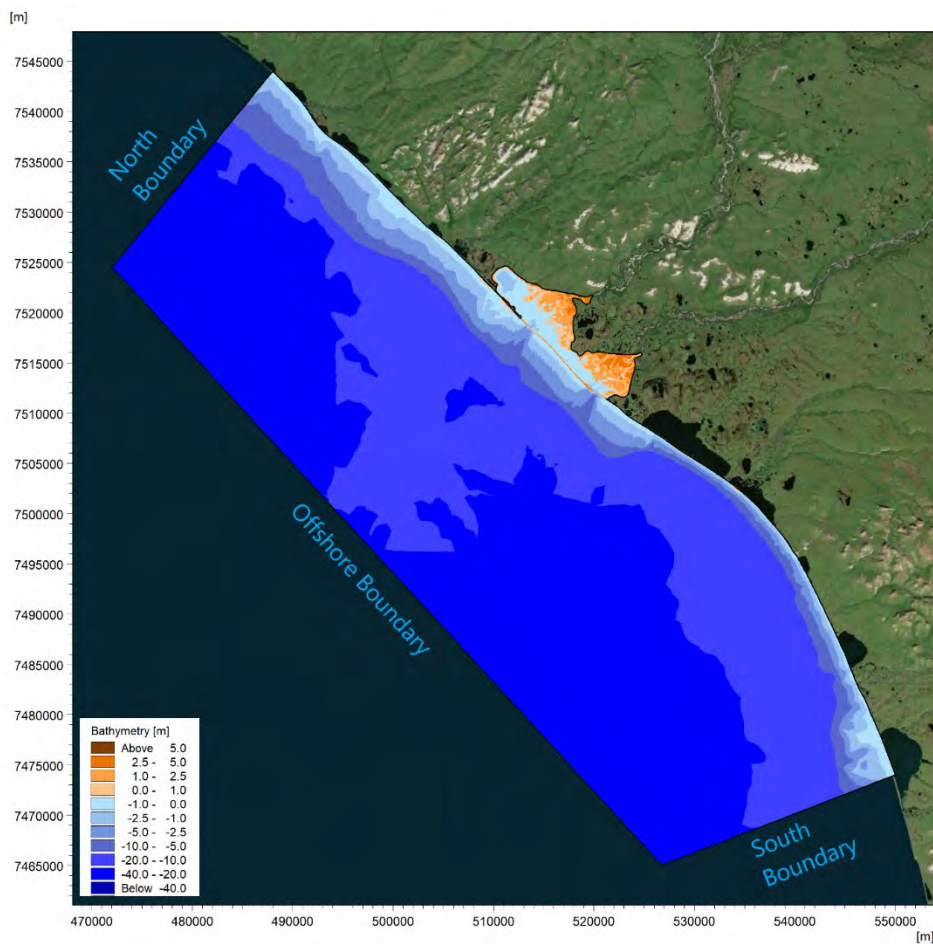 [m]
7545000
7540000
7535000
7530000
7525000
7520000
7515000
7510000
7505000
7500000
7495000
7490000
7485000
7480000
7475000
7470000
7465000
North
Boundary
Offshore Boundary
South
Boundary
Bathymetry [m]
Above 5.0
2.5 - 5.0
1.0 - 2.5
0.0 - 1.0
-1.0 - 0.0
-2.5 - -1.0
-5.0 - -2.5
-10.0 - -5.0
-20.0 - -10.0
-40.0 - -20.0
Below -40.0
470000 480000 490000 500000 510000 520000 530000 540000 550000
[m]